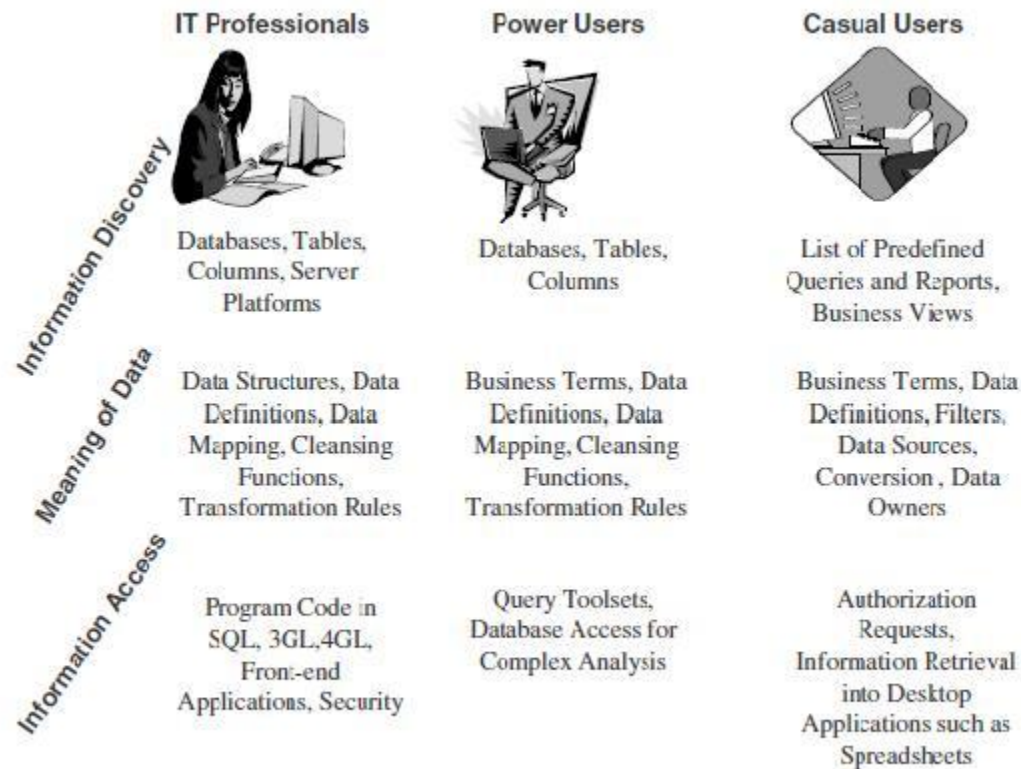 IT Professionals
Power Users
Casual Users
Information Discovery
Databases, Tables,
Columns, Server
Platforms
Databases, Tables,
Columns
List of Predefined
Queries and Reports,
Business Views
Meaning of Data
Data Structures, Data
Definitions, Data
Mapping, Cleansing
Functions,
Transformation Rules
Business Terms, Data
Definitions, Data
Mapping, Cleansing
Functions,
Transformation Rules
Business Terms, Data
Definitions, Filters,
Data Sources,
Conversion , Data
Owners
Information Access
Program Code in
SQL, 3GL,4GL,
Front-end
Applications, Security
Query Toolsets,
Database Access for
Complex Analysis
Authorization
Requests,
Information Retrieval
into Desktop
Applications such as
Spreadsheets